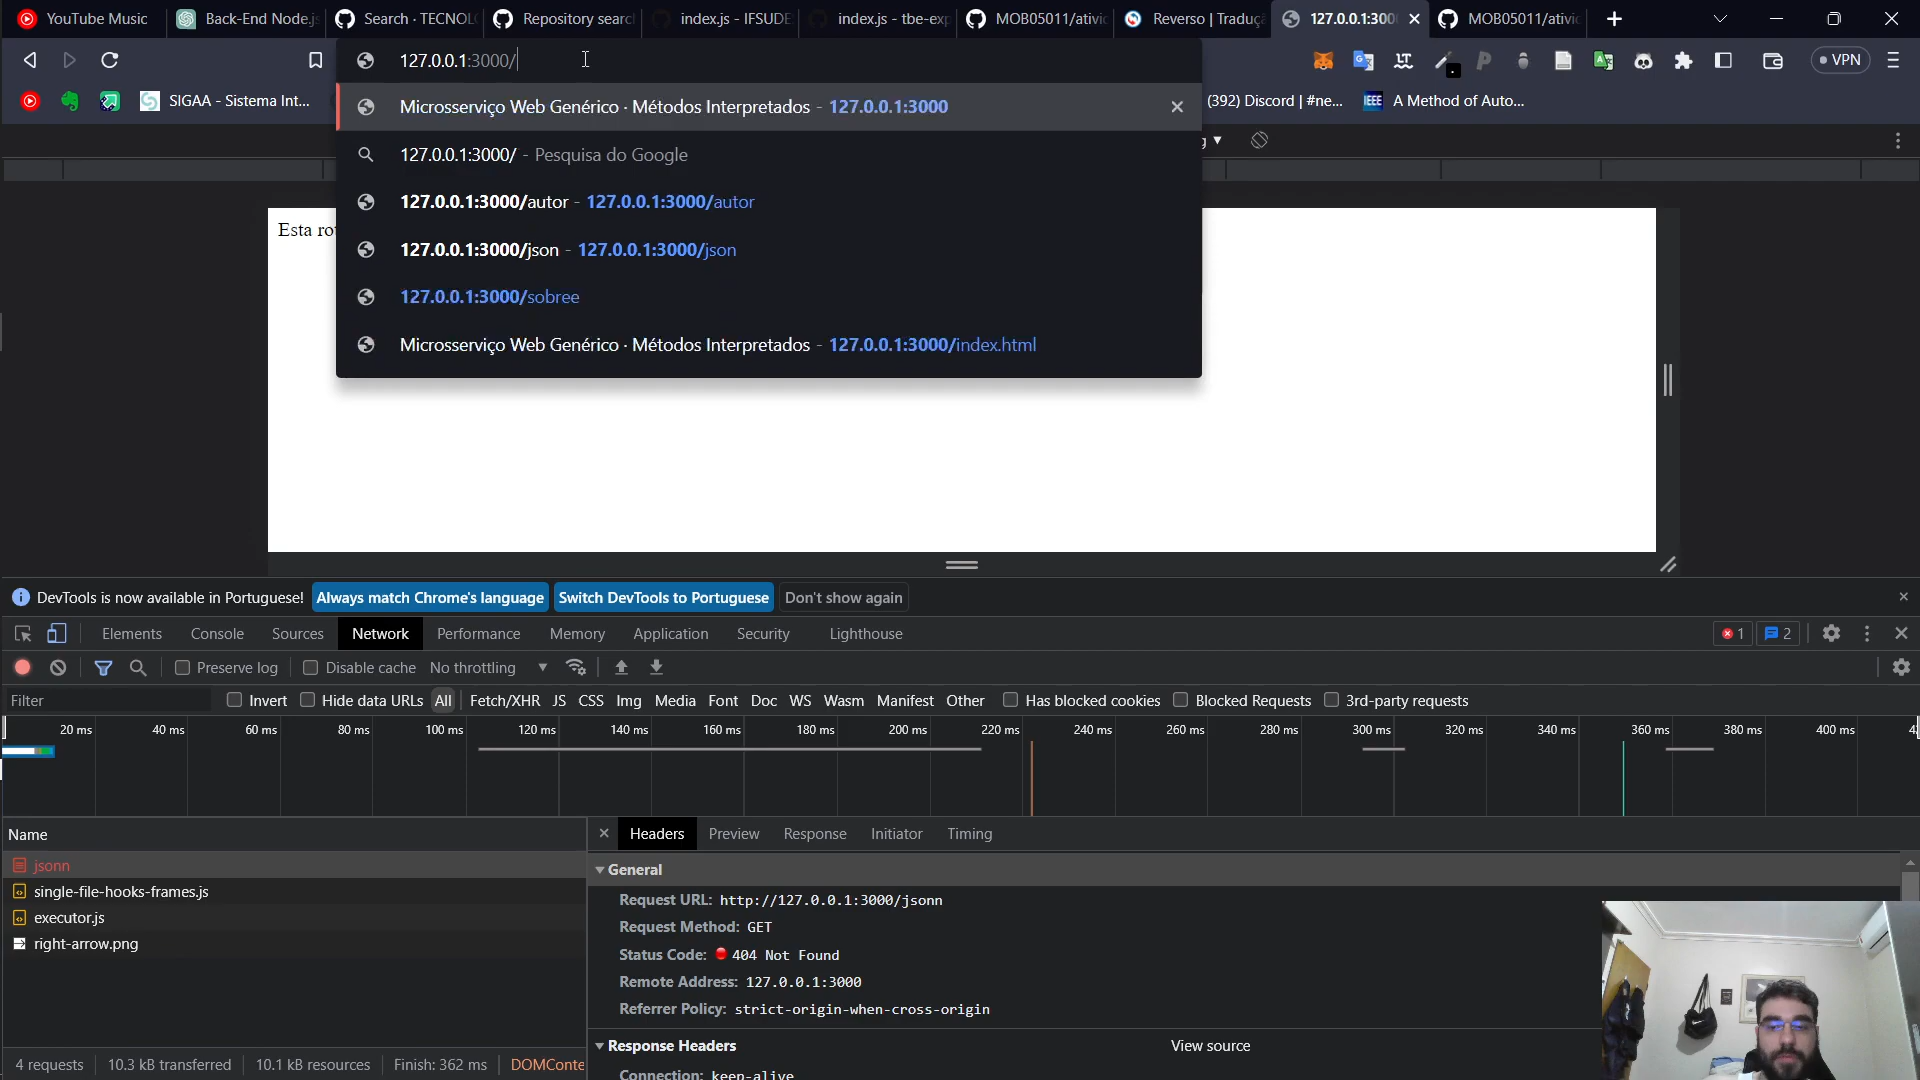 YouTube Music
Back-End Node.js
Search · TECNOL
Repository search
index.js - IFSUDE
index.js - tbe-exp
MOB05011/ativid
Reverso | Traduçã
127.0.0.1:3000
MOB05011/ativid
127.0.0.1:3000/
VPN
SIGAA - Sistema Int...
(392) Discord | #ne...
IEEE
A Method of Auto...
Microsserviço Web Genérico · Métodos Interpretados - 127.0.0.1:3000
127.0.0.1:3000/ - Pesquisa do Google
127.0.0.1:3000/autor - 127.0.0.1:3000/autor
127.0.0.1:3000/json - 127.0.0.1:3000/json
127.0.0.1:3000/sobree
Microsserviço Web Genérico · Métodos Interpretados - 127.0.0.1:3000/index.html
Esta ro
DevTools is now available in Portuguese!
Always match Chrome's language
Switch DevTools to Portuguese
Don't show again
Elements
Console
Sources
Network
Performance
Memory
Application
Security
Lighthouse
1
2
Preserve log
Disable cache
No throttling
Filter
Invert
Hide data URLs
All
Fetch/XHR
JS
CSS
Img
Media
Font
Doc
WS
Wasm
Manifest
Other
Has blocked cookies
Blocked Requests
3rd-party requests
20 ms
40 ms
60 ms
80 ms
100 ms
120 ms
140 ms
160 ms
180 ms
200 ms
220 ms
240 ms
260 ms
280 ms
300 ms
320 ms
340 ms
360 ms
380 ms
400 ms
Name
jsonn
single-file-hooks-frames.js
executor.js
right-arrow.png
Headers
Preview
Response
Initiator
Timing
General
Request URL: http://127.0.0.1:3000/jsonn
Request Method: GET
Status Code: 404 Not Found
Remote Address: 127.0.0.1:3000
Referrer Policy: strict-origin-when-cross-origin
Response Headers
View source
Connection: keep-alive
4 requests
10.3 kB transferred
10.1 kB resources
Finish: 362 ms
DOMConte